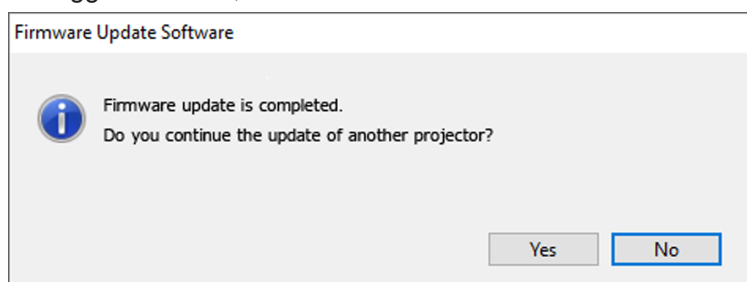 Firmware Update Software
Firmware update is completed.
Do you continue the update of another projector?
Yes No